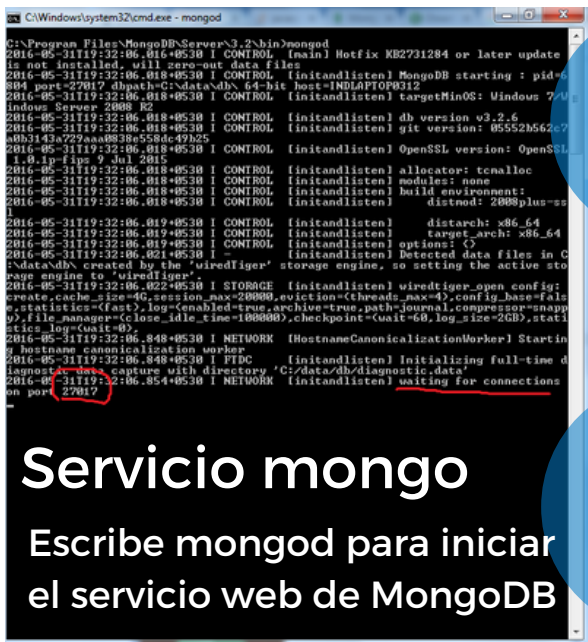 C:\Windows\system32\cmd.exe - mongod
C:\Program Files\MongoDB\Server\3.2\bin>mongod
2016-05-31T19:32:06.016+0530 I CONTROL  [main] Hotfix KB2731284 or later update
is not installed, will zero-out data files
2016-05-31T19:32:06.018+0530 I CONTROL  [initandlisten] MongoDB starting : pid=6
804 port=27017 dbpath=C:\data\db\ 64-bit host=INDLAPTOP0312
2016-05-31T19:32:06.018+0530 I CONTROL  [initandlisten] targetMinOS: Windows 7/W
indows Server 2008 R2
2016-05-31T19:32:06.018+0530 I CONTROL  [initandlisten] db version v3.2.6
2016-05-31T19:32:06.018+0530 I CONTROL  [initandlisten] git version: 05552b562c7
a0b3143a729aaa0838e558dc49b25
2016-05-31T19:32:06.018+0530 I CONTROL  [initandlisten] OpenSSL version: OpenSSL
1.0.1p-fips 9 Jul 2015
2016-05-31T19:32:06.018+0530 I CONTROL  [initandlisten] allocator: tcmalloc
2016-05-31T19:32:06.018+0530 I CONTROL  [initandlisten] modules: none
2016-05-31T19:32:06.018+0530 I CONTROL  [initandlisten] build environment:
2016-05-31T19:32:06.018+0530 I CONTROL  [initandlisten]     distmod: 2008plus-ss
l
2016-05-31T19:32:06.019+0530 I CONTROL  [initandlisten]     distarch: x86_64
2016-05-31T19:32:06.019+0530 I CONTROL  [initandlisten]     target_arch: x86_64
2016-05-31T19:32:06.019+0530 I CONTROL  [initandlisten] options: {}
2016-05-31T19:32:06.021+0530 I -        [initandlisten] Detected data files in C
:\data\db\ created by the 'wiredTiger' storage engine, so setting the active sto
rage engine to 'wiredTiger'.
2016-05-31T19:32:06.022+0530 I STORAGE  [initandlisten] wiredtiger_open config:
create,cache_size=4G,session_max=20000,eviction=(threads_max=4),config_base=fals
e,statistics=(fast),log=(enabled=true,archive=true,path=journal,compressor=snapp
y),file_manager=(close_idle_time=100000),checkpoint=(wait=60,log_size=2GB),stati
stics_log=(wait=0),
2016-05-31T19:32:06.848+0530 I NETWORK  [HostnameCanonicalizationWorker] Startin
g hostname canonicalization worker
2016-05-31T19:32:06.848+0530 I FTDC     [initandlisten] Initializing full-time d
iagnostic data capture with directory 'C:/data/db/diagnostic.data'
2016-05-31T19:32:06.854+0530 I NETWORK  [initandlisten] waiting for connections
on port 27017
Servicio mongo
Escribe mongod para iniciar
el servicio web de MongoDB